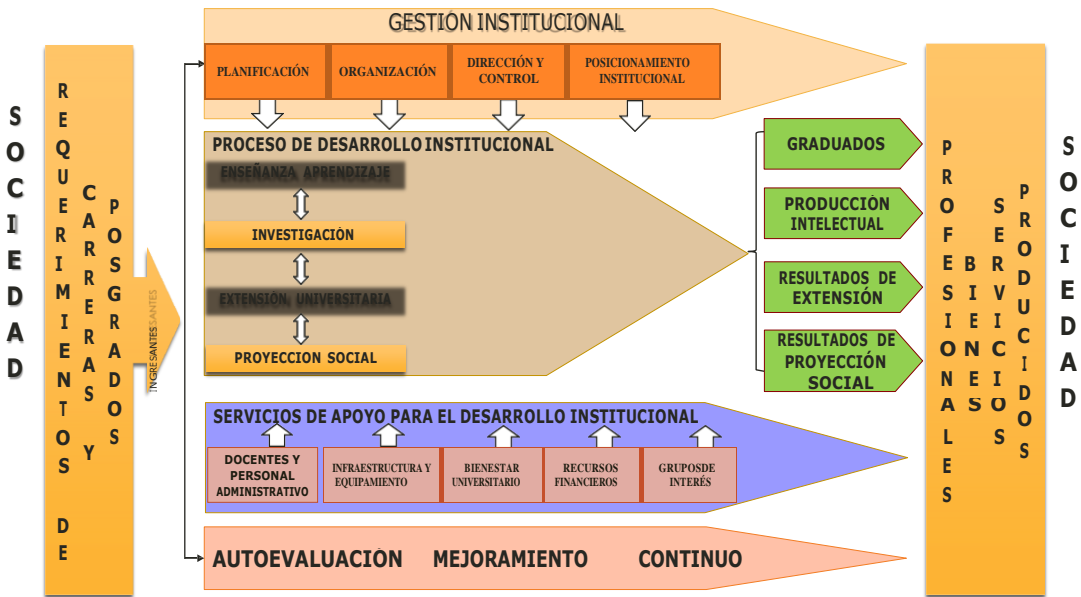 SOCIEDAD
REQUERIMIENTOS DE
CARRERAS Y
POSGRADOS
INGRESANTES
GESTIÓN INSTITUCIONAL
PLANIFICACIÓN
ORGANIZACIÓN
DIRECCIÓN Y
CONTROL
POSICIONAMIENTO
INSTITUCIONAL
PROCESO DE DESARROLLO INSTITUCIONAL
ENSEÑANZA APRENDIZAJE
INVESTIGACIÓN
EXTENSIÓN UNIVERSITARIA
PROYECCION SOCIAL
GRADUADOS
PRODUCCIÓN
INTELECTUAL
RESULTADOS DE
EXTENSIÓN
RESULTADOS DE
PROYECCIÓN
SOCIAL
SERVICIOS DE APOYO PARA EL DESARROLLO INSTITUCIONAL
DOCENTES Y
PERSONAL
ADMINISTRATIVO
INFRAESTRUCTURA Y
EQUIPAMIENTO
BIENESTAR
UNIVERSITARIO
RECURSOS
FINANCIEROS
GRUPOSDE
INTERÉS
AUTOEVALUACIÓN MEJORAMIENTO CONTINUO
PROFESIONALES
BIENES
SERVICIOS
PRODUCIDOS
SOCIEDAD